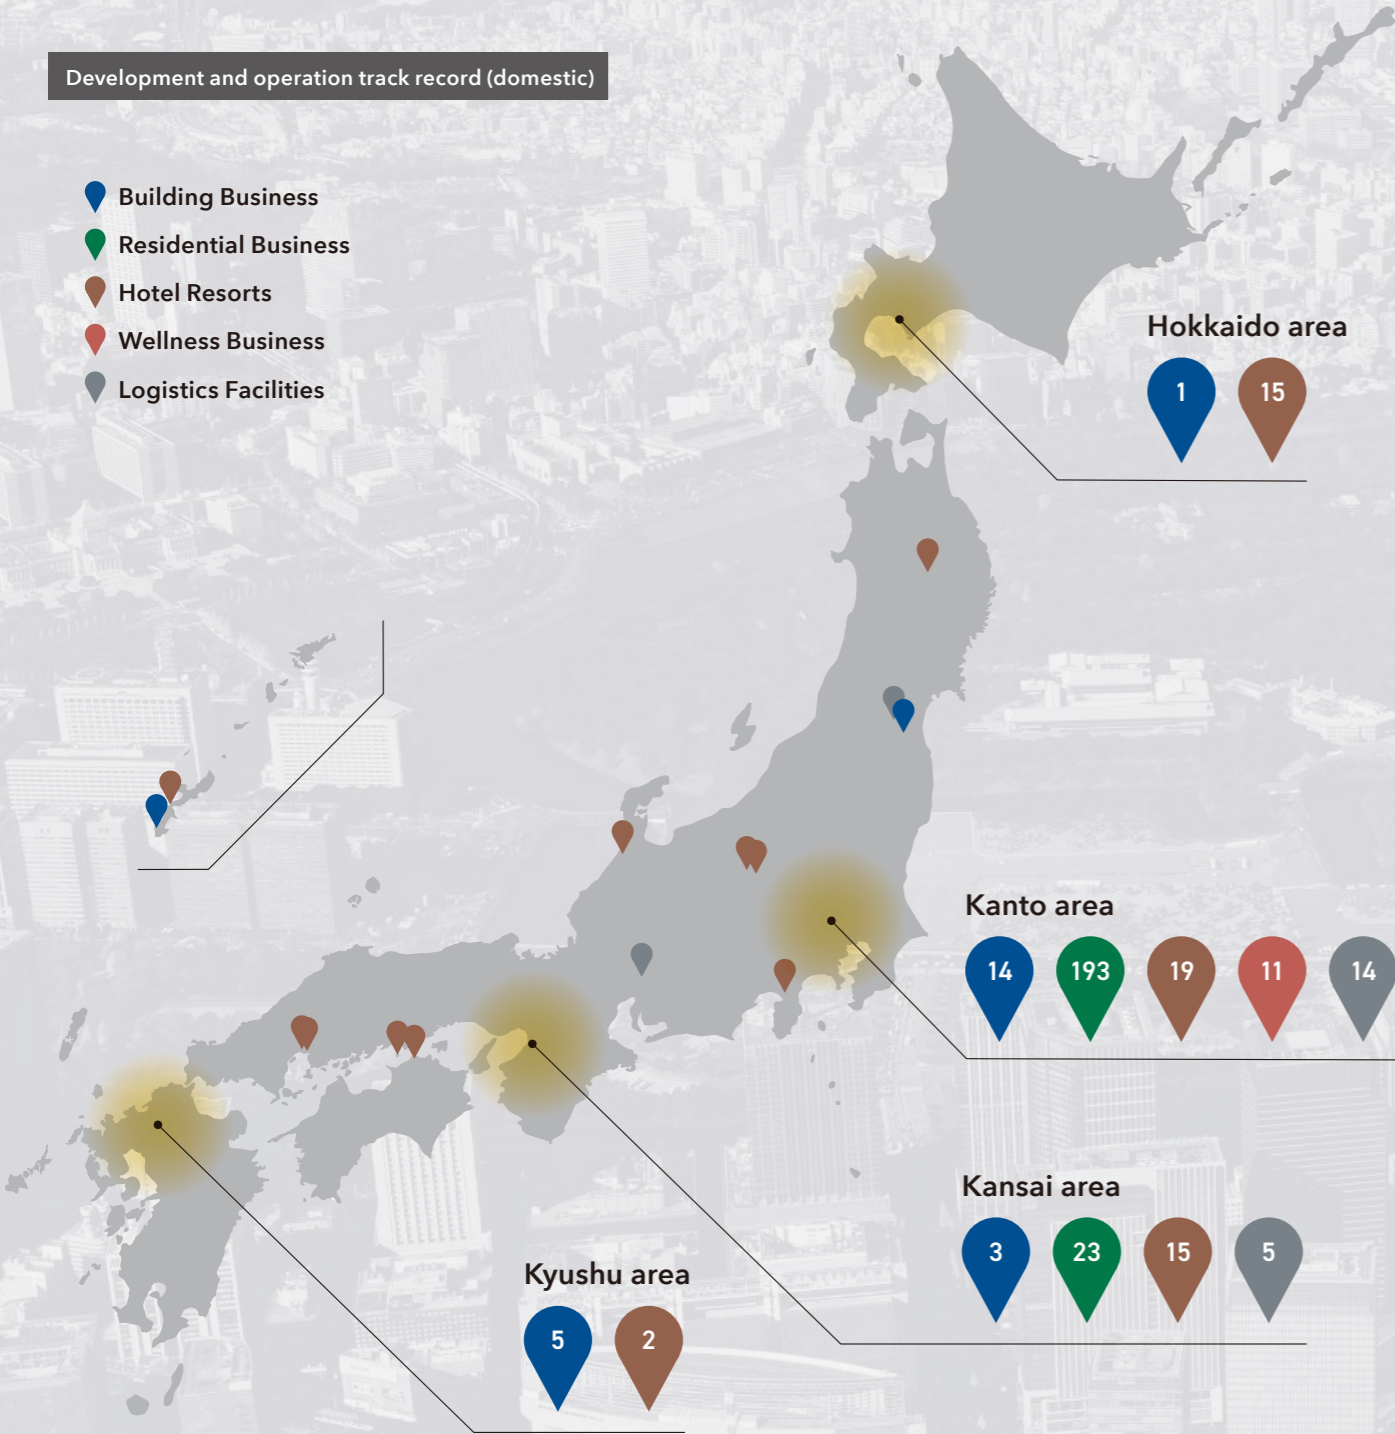 Development and operation track record (domestic)
Building Business
Residential Business
Hotel Resorts
Wellness Business
Logistics Facilities
Hokkaido area
1 15
Kanto area
14 193 19 11 14
Kansai area
3 23 15 5
Kyushu area
5 2